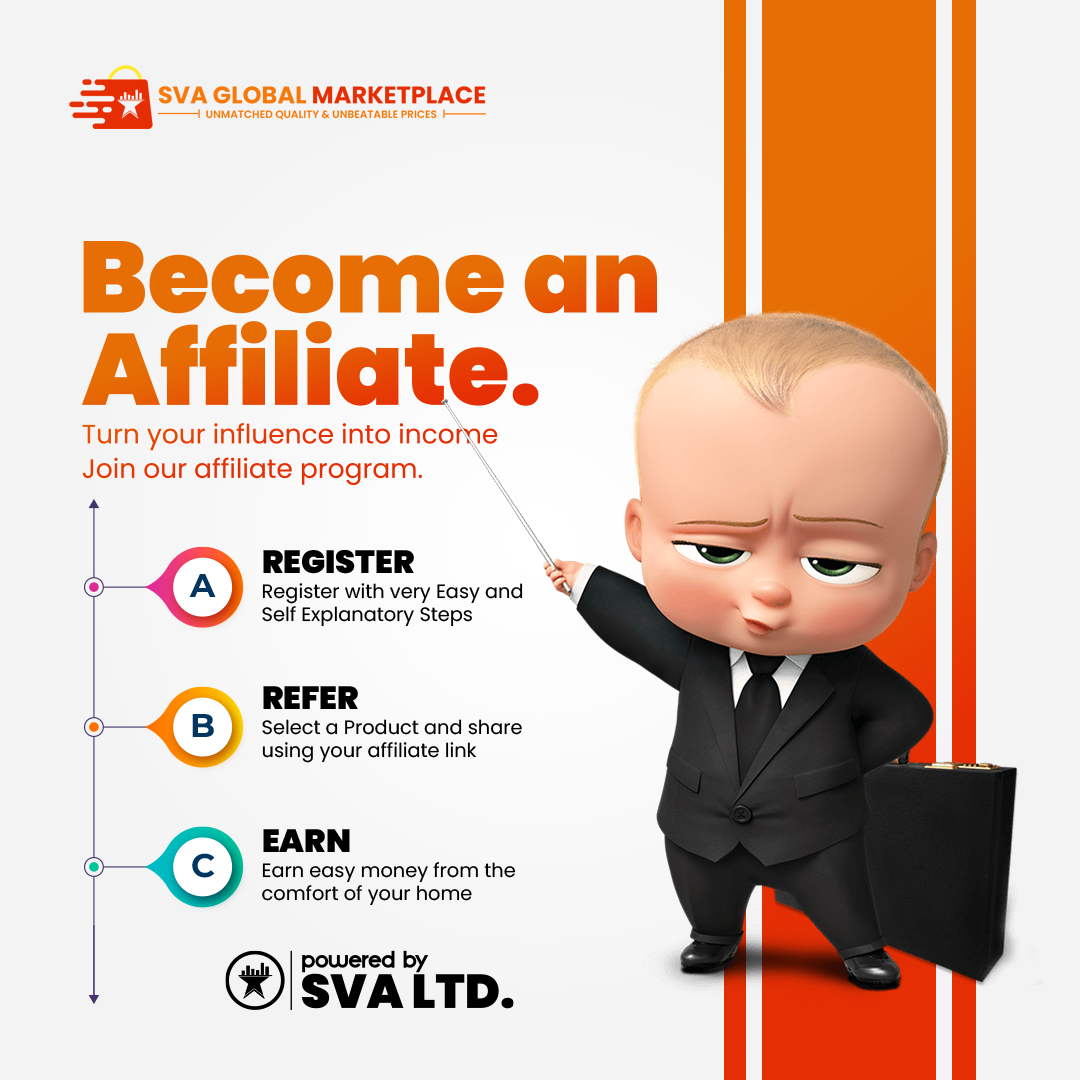 SVA GLOBAL MARKETPLACE
UNMATCHED QUALITY & UNBEATABLE PRICES
Become an
Affiliate.
Turn your influence into income
Join our affiliate program.
A
REGISTER
Register with very Easy and
Self Explanatory Steps
B
REFER
Select a Product and share
using your affiliate link
C
EARN
Earn easy money from the
comfort of your home
powered by
SVA LTD.